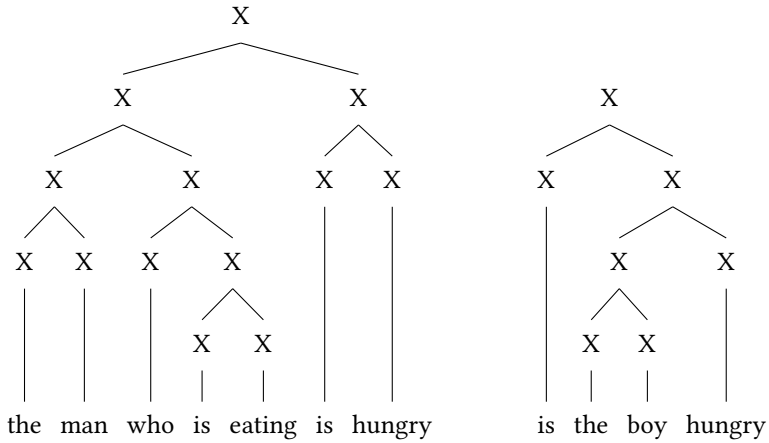 X
X X X
X X X X X X
X X X X X X
X X X X
the man who is eating is hungry is the boy hungry